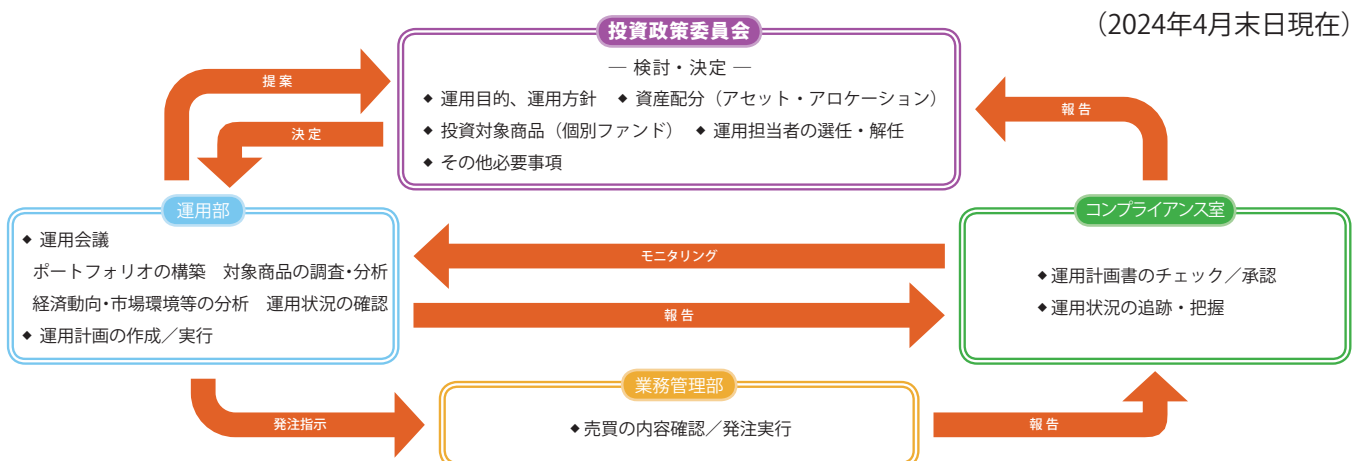 (2024年4月末日現在)
投資政策委員会
― 検討・決定 ―
◆ 運用目的、運用方針 ◆ 資産配分(アセット・アロケーション)
◆ 投資対象商品(個別ファンド) ◆ 運用担当者の選任・解任
◆ その他必要事項
提案
決定
報告
運用部
◆ 運用会議
ポートフォリオの構築 対象商品の調査・分析
経済動向・市場環境等の分析 運用状況の確認
◆ 運用計画の作成/実行
モニタリング
報告
コンプライアンス室
◆運用計画書のチェック/承認
◆運用状況の追跡・把握
発注指示
業務管理部
◆売買の内容確認/発注実行
報告